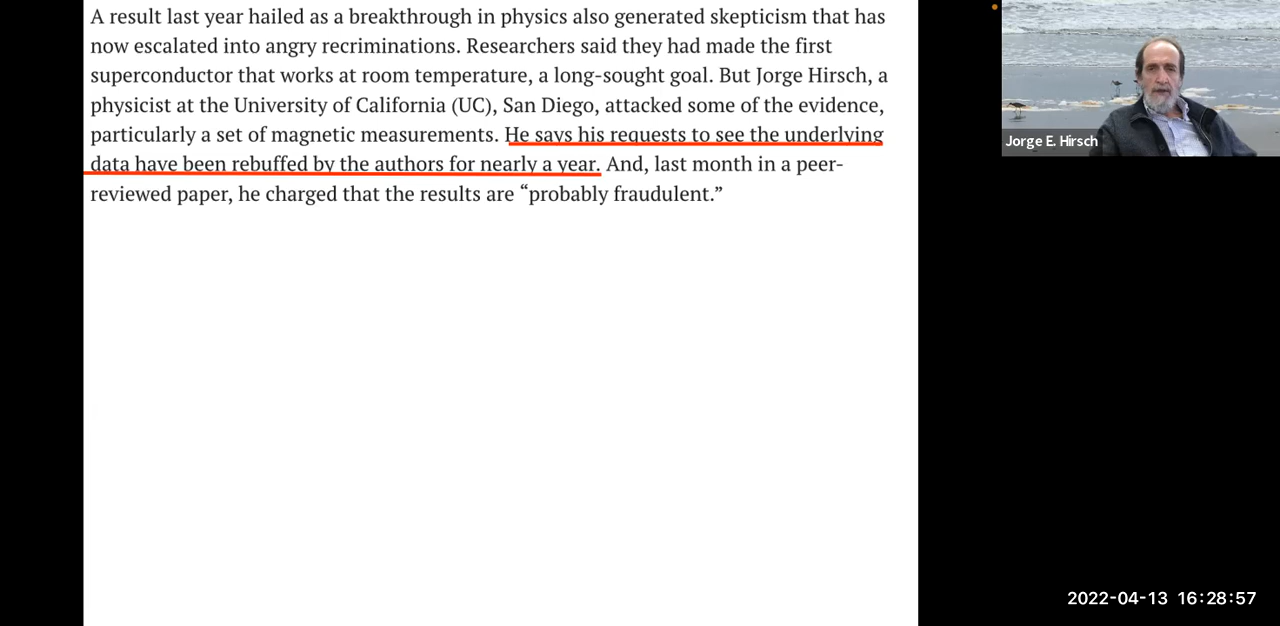 A result last year hailed as a breakthrough in physics also generated skepticism that has
now escalated into angry recriminations. Researchers said they had made the first
superconductor that works at room temperature, a long-sought goal. But Jorge Hirsch, a
physicist at the University of California (UC), San Diego, attacked some of the evidence,
particularly a set of magnetic measurements. He says his requests to see the underlying
data have been rebuffed by the authors for nearly a year. And, last month in a peer-
reviewed paper, he charged that the results are “probably fraudulent.”
Jorge E. Hirsch
2022-04-13 16:28:57